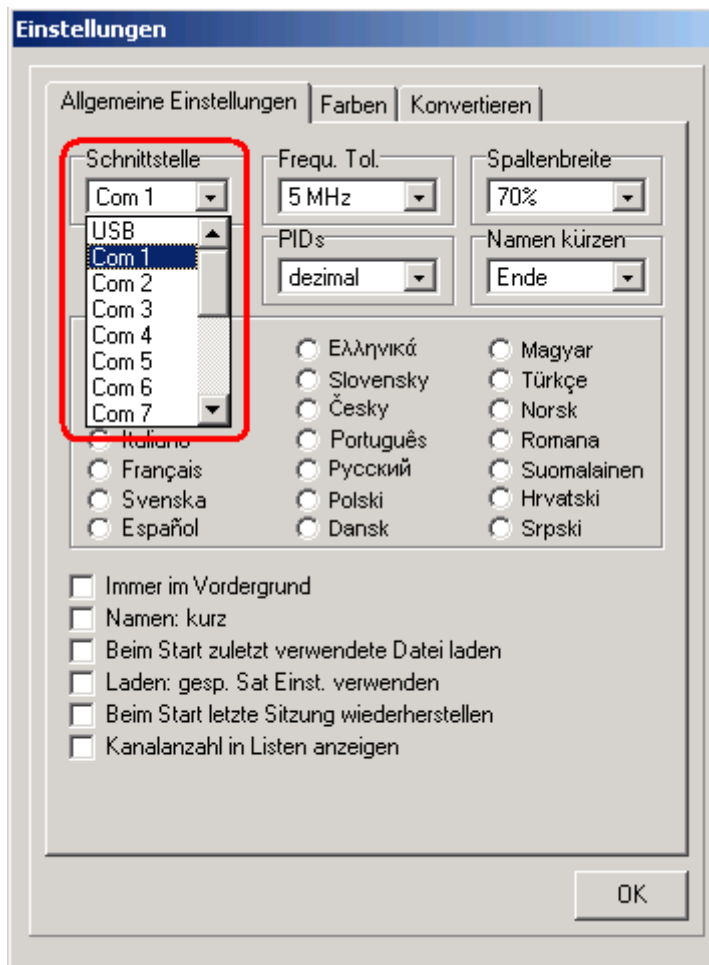 Einstellungen
Allgemeine Einstellungen Farben Konvertieren
Schnittstelle Frequ. Tol. Spaltenbreite
Com 1 5 MHz 70%
USB
Com 1
Com 2
Com 3
Com 4
Com 5
Com 6
Com 7
PIDs Namen kürzen
dezimal Ende
Ελληνικά Magyar
Slovensky Türkçe
Česky Norsk
Italiano Português Romana
Français Русский Suomalainen
Svenska Polski Hrvatski
Español Dansk Srpski
Immer im Vordergrund
Namen: kurz
Beim Start zuletzt verwendete Datei laden
Laden: gesp. Sat Einst. verwenden
Beim Start letzte Sitzung wiederherstellen
Kanalanzahl in Listen anzeigen
OK